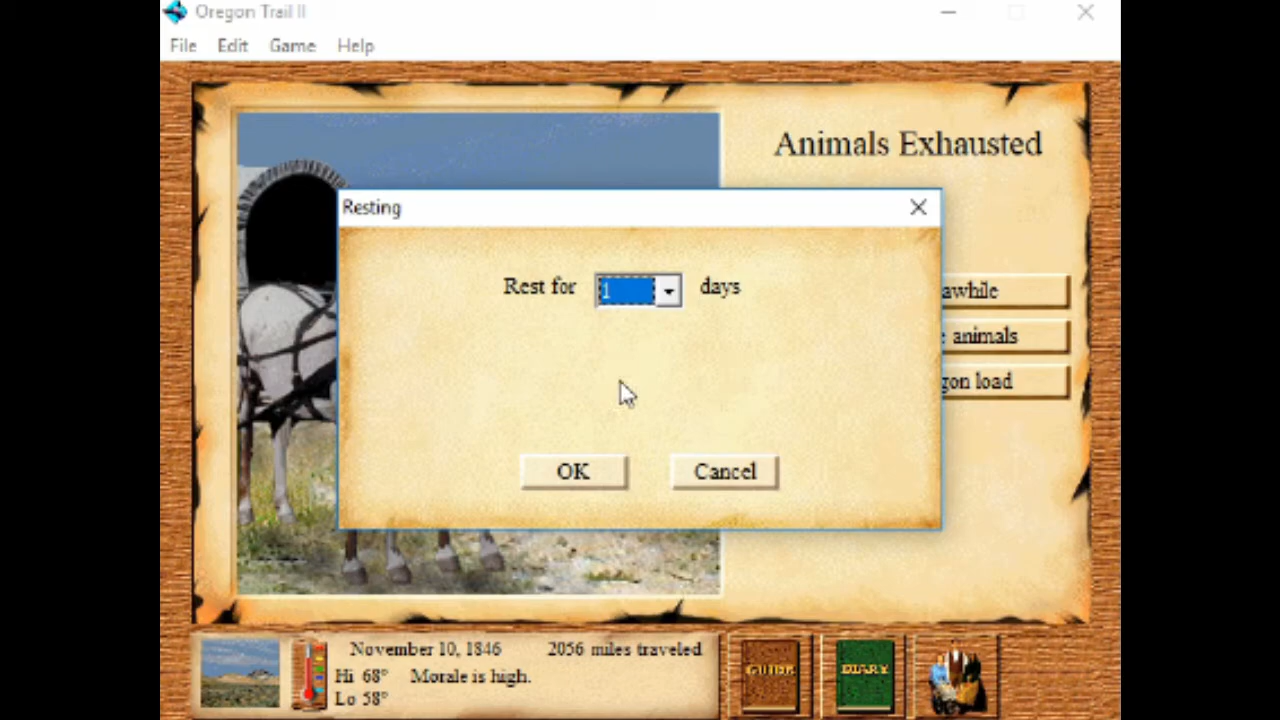 Oregon Trail II
File Edit Game Help
Animals Exhausted
Resting
Rest for 1 days
awhile
animals
gon load
OK Cancel
November 10, 1846 2056 miles traveled
Hi 68° Morale is high.
Lo 58°
GUIDE
DIARY